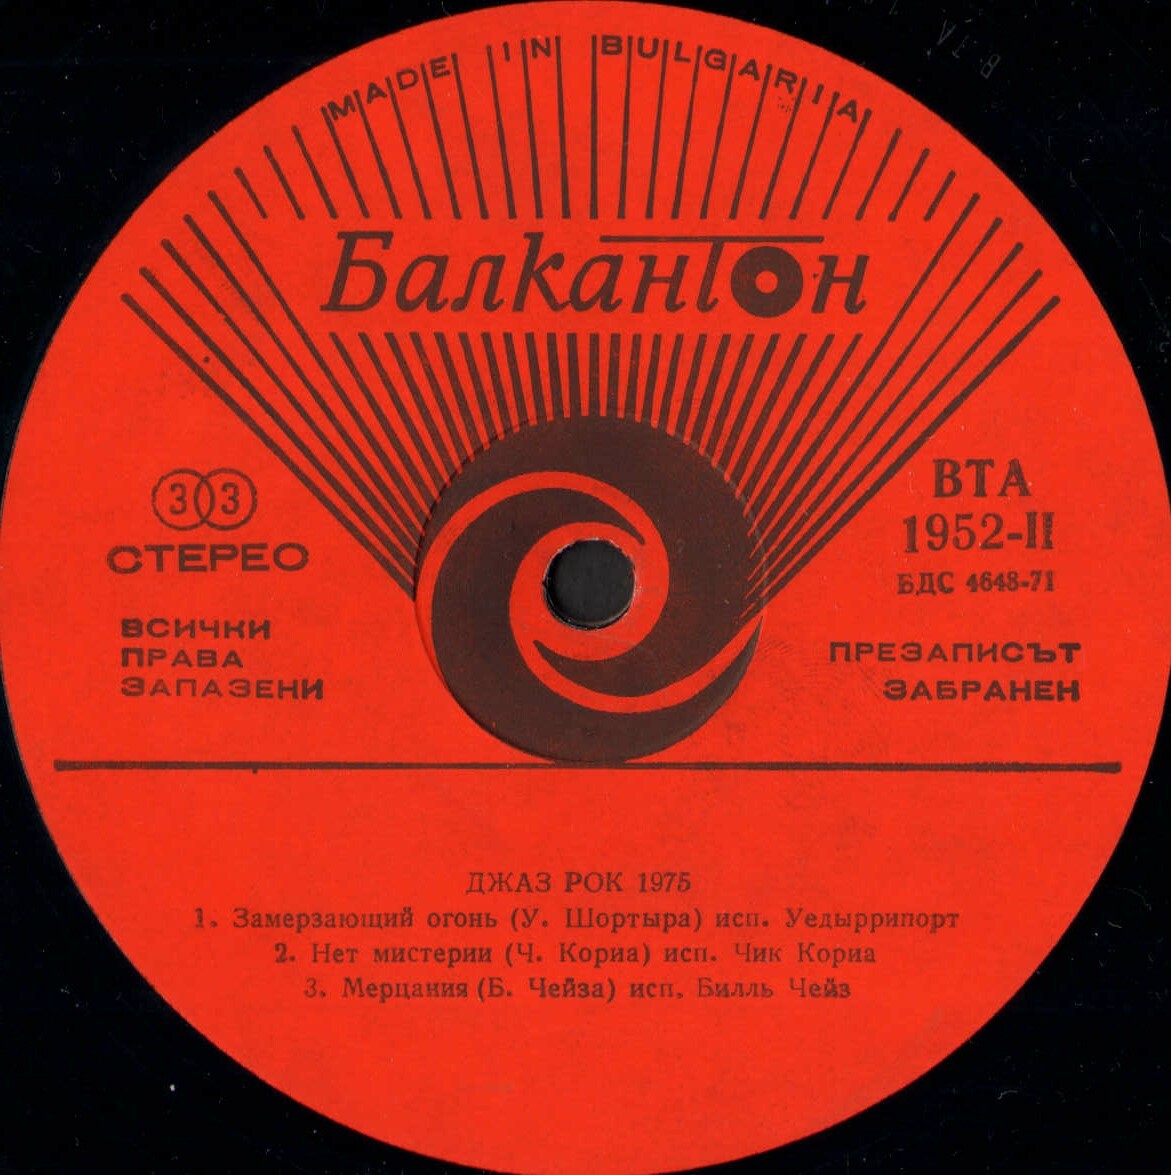 MADE IN BULGARIA
Балкантон
33
СТЕРЕО
ВСИЧКИ
ПРАВА
ЗАПАЗЕНИ
ВТА
1952-II
БДС 4648-71
ПРЕЗАПИСЪТ
ЗАБРАНЕН
ДЖАЗ РОК 1975
1. Замерзающий огонь (У. Шортыра) исп. Уедыррипорт
2. Нет мистерии (Ч. Кориа) исп. Чик Кориа
3. Мерцания (Б. Чейза) исп. Билль Чейз